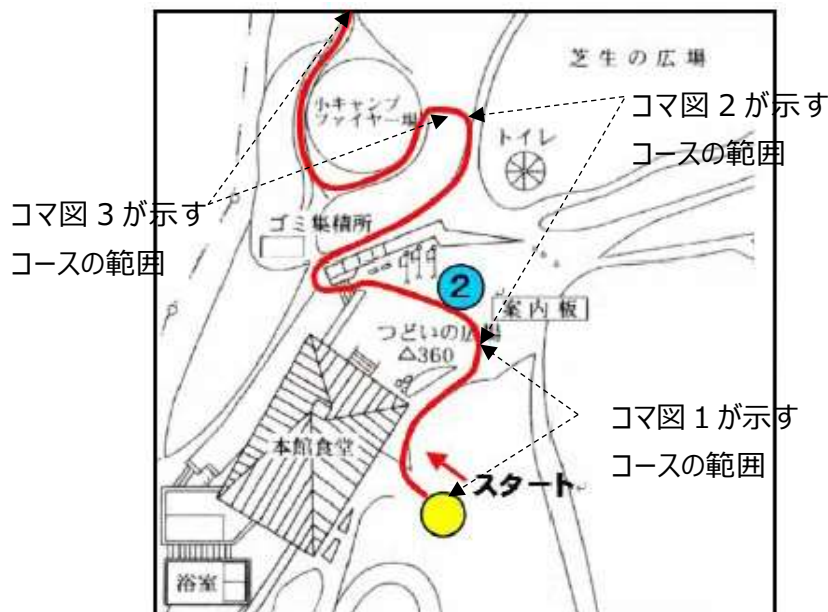 芝生の広場
小キャンプ
ファイヤー場
トイレ
コマ図２が示す
コースの範囲
コマ図３が示す
コースの範囲
ゴミ集積所
②
案内板
つどいの広場
△360
コマ図１が示す
コースの範囲
本館食堂
スタート
浴室